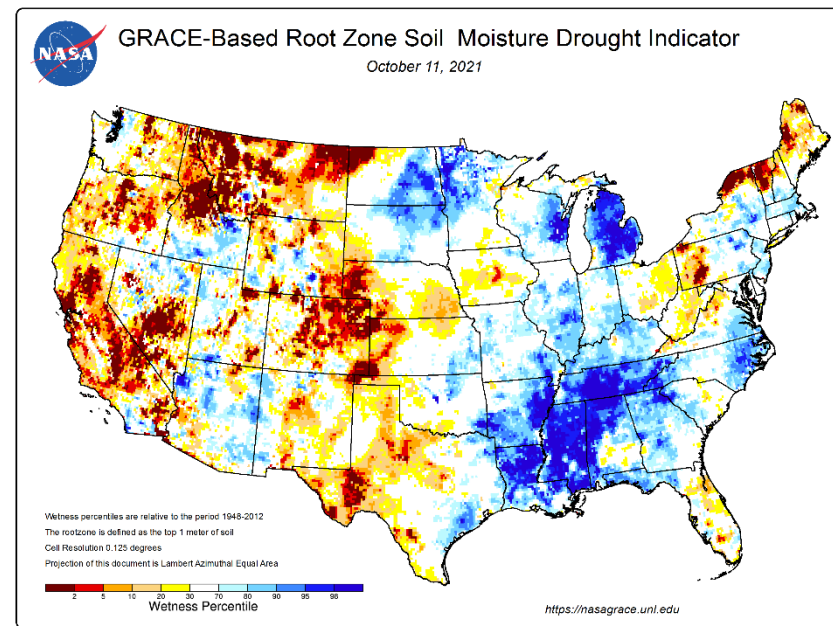 NASA
GRACE-Based Root Zone Soil Moisture Drought Indicator
October 11, 2021
Wetness percentiles are relative to the period 1948-2012
The rootzone is defined as the top 1 meter of soil
Cell Resolution 0.125 degrees
Projection of this document is Lambert Azimuthal Equal Area
2 5 10 20 30 70 80 90 95 98
Wetness Percentile
https://nasagrace.unl.edu